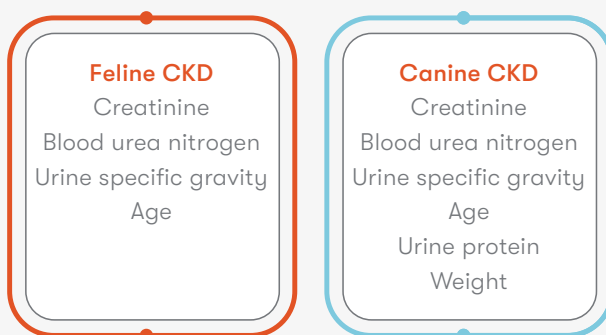 Feline CKD
Creatinine
Blood urea nitrogen
Urine specific gravity
Age
Canine CKD
Creatinine
Blood urea nitrogen
Urine specific gravity
Age
Urine protein
Weight